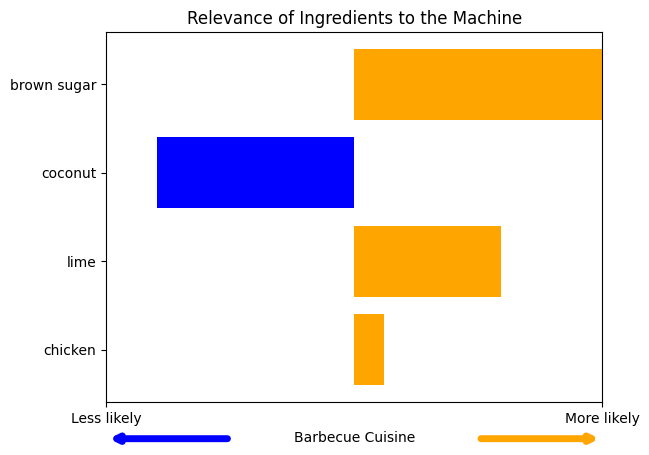 Relevance of Ingredients to the Machine
brown sugar
coconut
lime
chicken
Less likely
More likely
Barbecue Cuisine